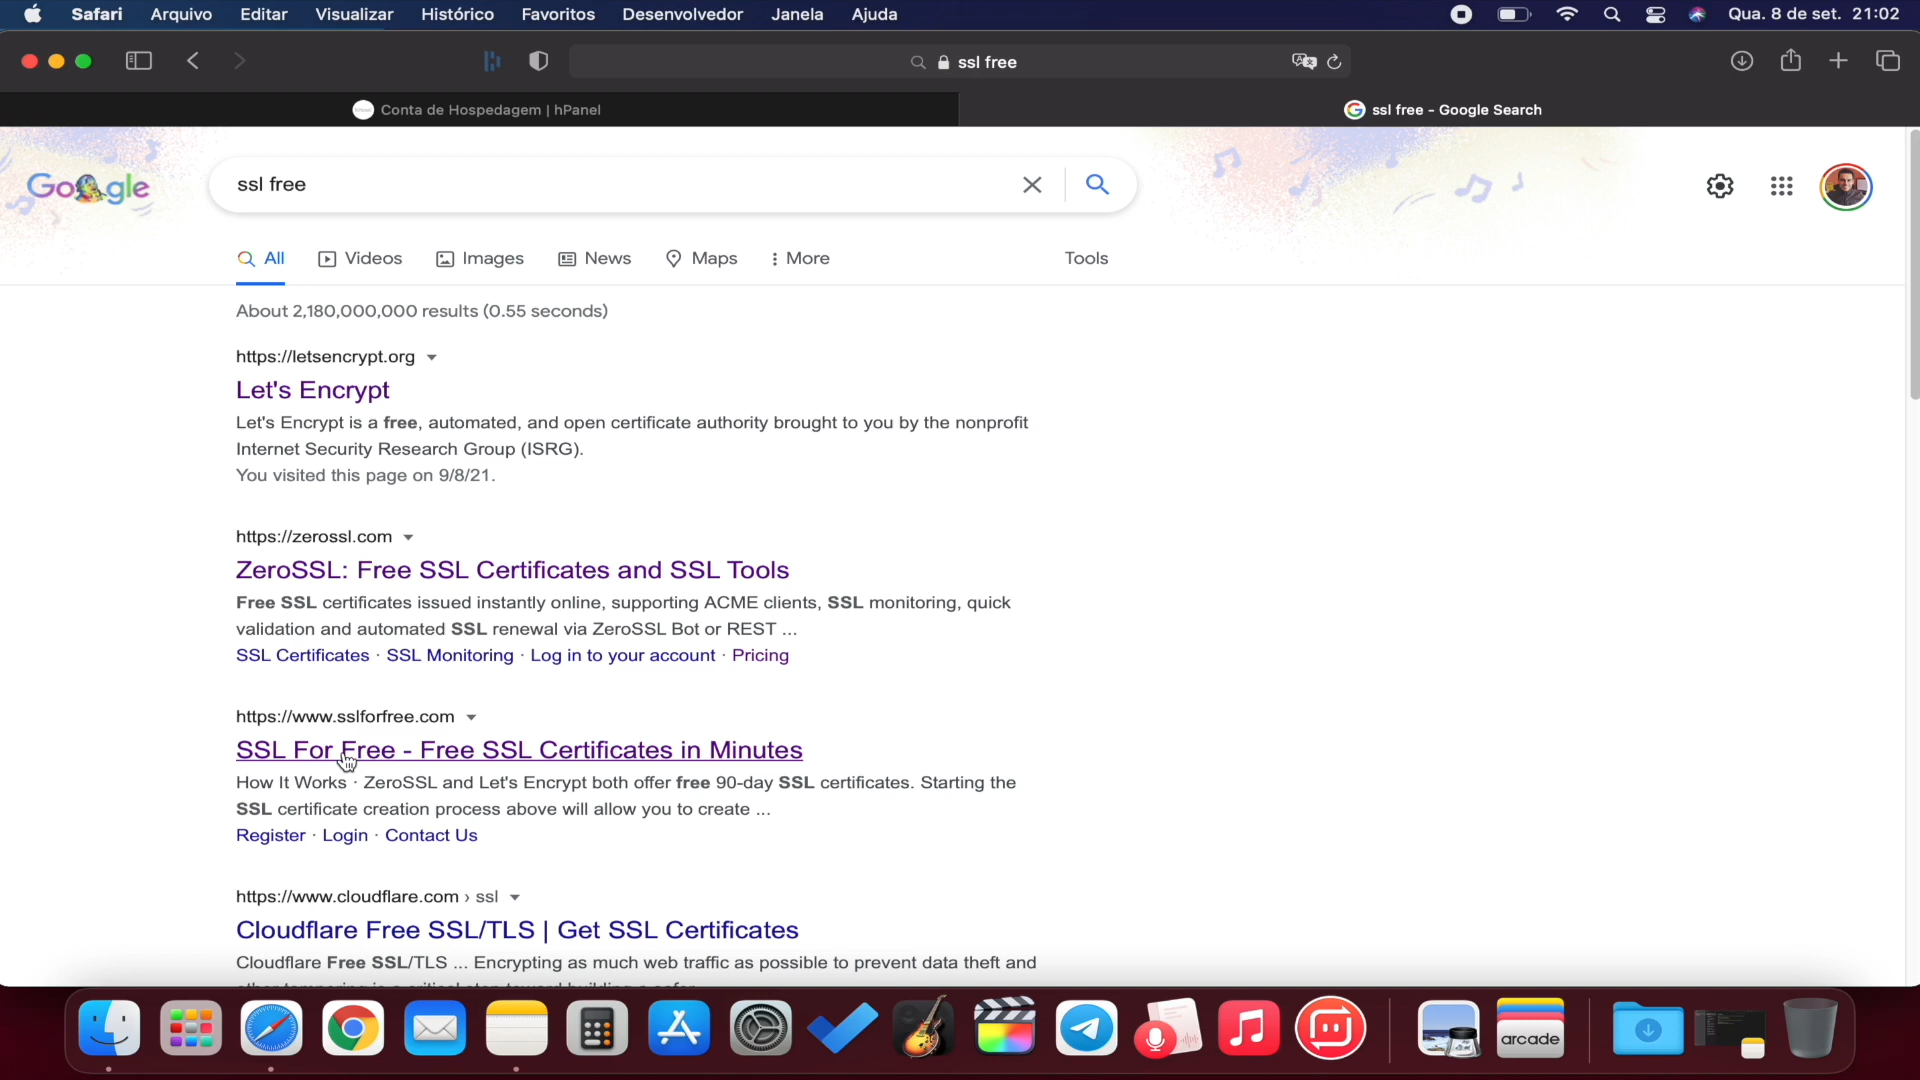 Safari Arquivo Editar Visualizar Histórico Favoritos Desenvolvedor Janela Ajuda Qua. 8 de set. 21:02
ssl free
Conta de Hospedagem | hPanel
ssl free - Google Search
Google
ssl free
All Videos Images News Maps More Tools
About 2,180,000,000 results (0.55 seconds)
https://letsencrypt.org
Let's Encrypt
Let's Encrypt is a free, automated, and open certificate authority brought to you by the nonprofit
Internet Security Research Group (ISRG).
You visited this page on 9/8/21.
https://zerossl.com
ZeroSSL: Free SSL Certificates and SSL Tools
Free SSL certificates issued instantly online, supporting ACME clients, SSL monitoring, quick
validation and automated SSL renewal via ZeroSSL Bot or REST ...
SSL Certificates · SSL Monitoring · Log in to your account · Pricing
https://www.sslforfree.com
SSL For Free - Free SSL Certificates in Minutes
How It Works · ZeroSSL and Let's Encrypt both offer free 90-day SSL certificates. Starting the
SSL certificate creation process above will allow you to create ...
Register · Login · Contact Us
https://www.cloudflare.com › ssl
Cloudflare Free SSL/TLS | Get SSL Certificates
Cloudflare Free SSL/TLS ... Encrypting as much web traffic as possible to prevent data theft and
arcade